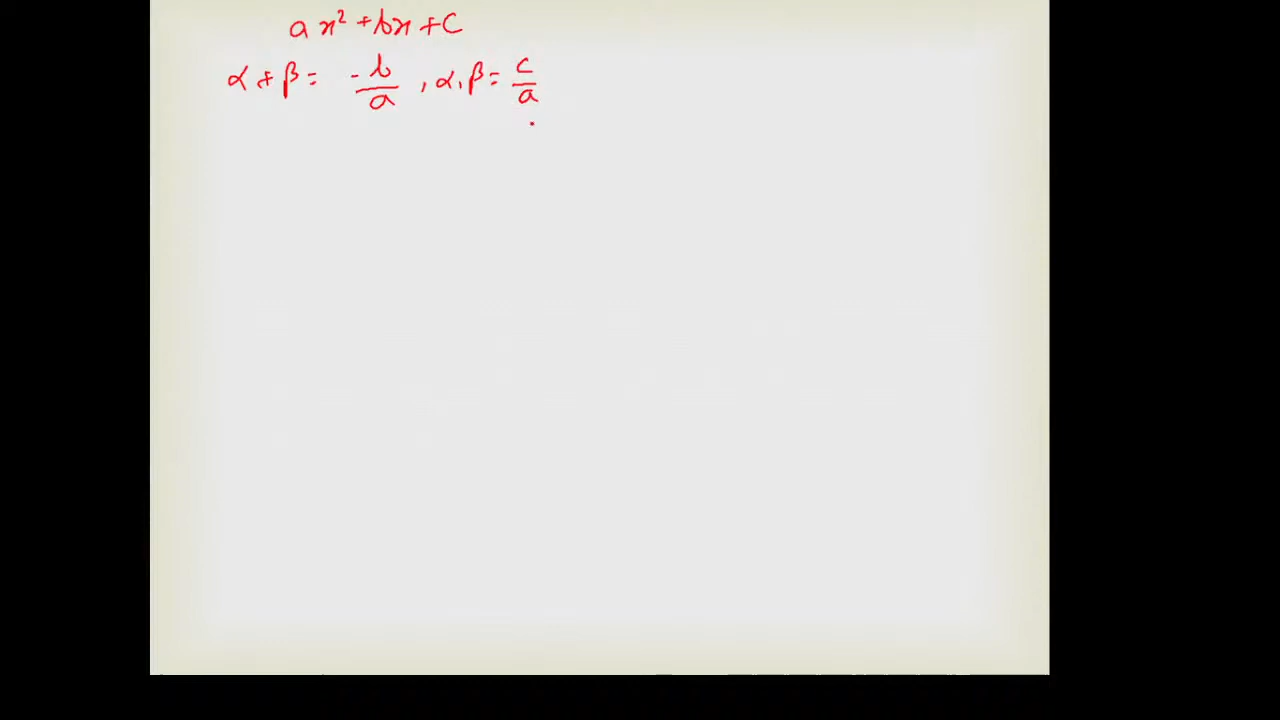 ax² + bx + c
α + β = -b/a , α.β = c/a